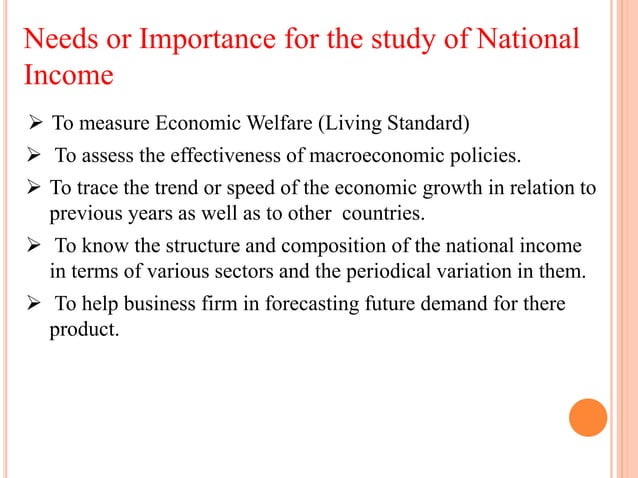 Needs or Importance for the study of National
Income
➢ To measure Economic Welfare (Living Standard)
➢ To assess the effectiveness of macroeconomic policies.
➢ To trace the trend or speed of the economic growth in relation to
previous years as well as to other countries.
➢ To know the structure and composition of the national income
in terms of various sectors and the periodical variation in them.
➢ To help business firm in forecasting future demand for there
product.